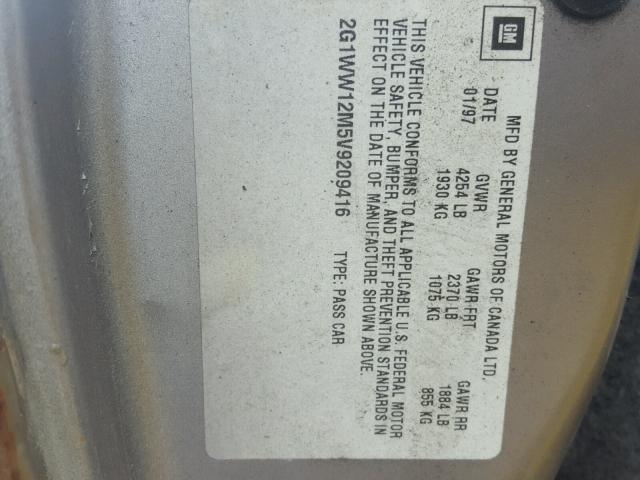 GM
MFD BY GENERAL MOTORS OF CANADA LTD.
DATE GVWR GAWR FRT GAWR RR
01/97 4254 LB 2370 LB 1884 LB
1930 KG 1075 KG 855 KG
THIS VEHICLE CONFORMS TO ALL APPLICABLE U.S. FEDERAL MOTOR
VEHICLE SAFETY, BUMPER, AND THEFT PREVENTION STANDARDS IN
EFFECT ON THE DATE OF MANUFACTURE SHOWN ABOVE.
2G1WW12M5V9209416 TYPE: PASS CAR